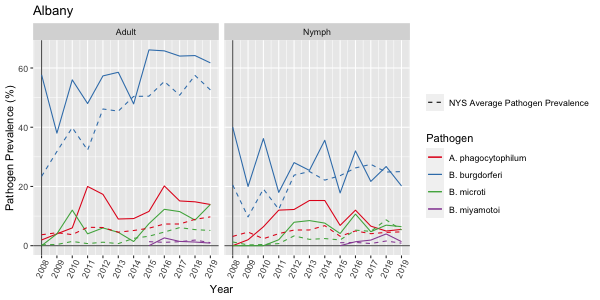 Albany
Adult Nymph
Pathogen Prevalence (%)
60
40
20
0
2008 2009 2010 2011 2012 2013 2014 2015 2016 2017 2018 2019 2008 2009 2010 2011 2012 2013 2014 2015 2016 2017 2018 2019
Year
NYS Average Pathogen Prevalence
Pathogen
A. phagocytophilum
B. burgdorferi
B. microti
B. miyamotoi